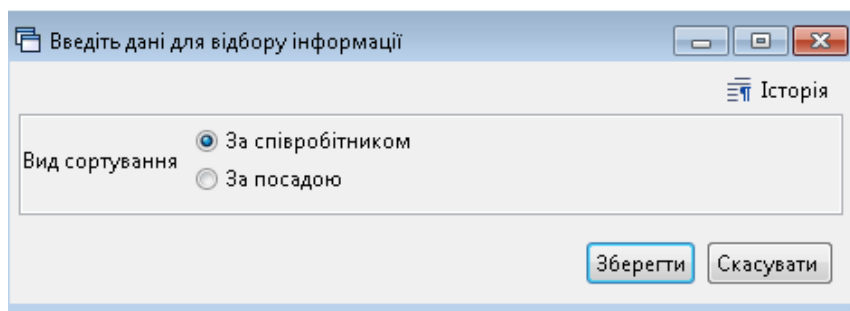 Введіть дані для відбору інформації
Історія
За співробітником
Вид сортування
За посадою
Зберегти Скасувати